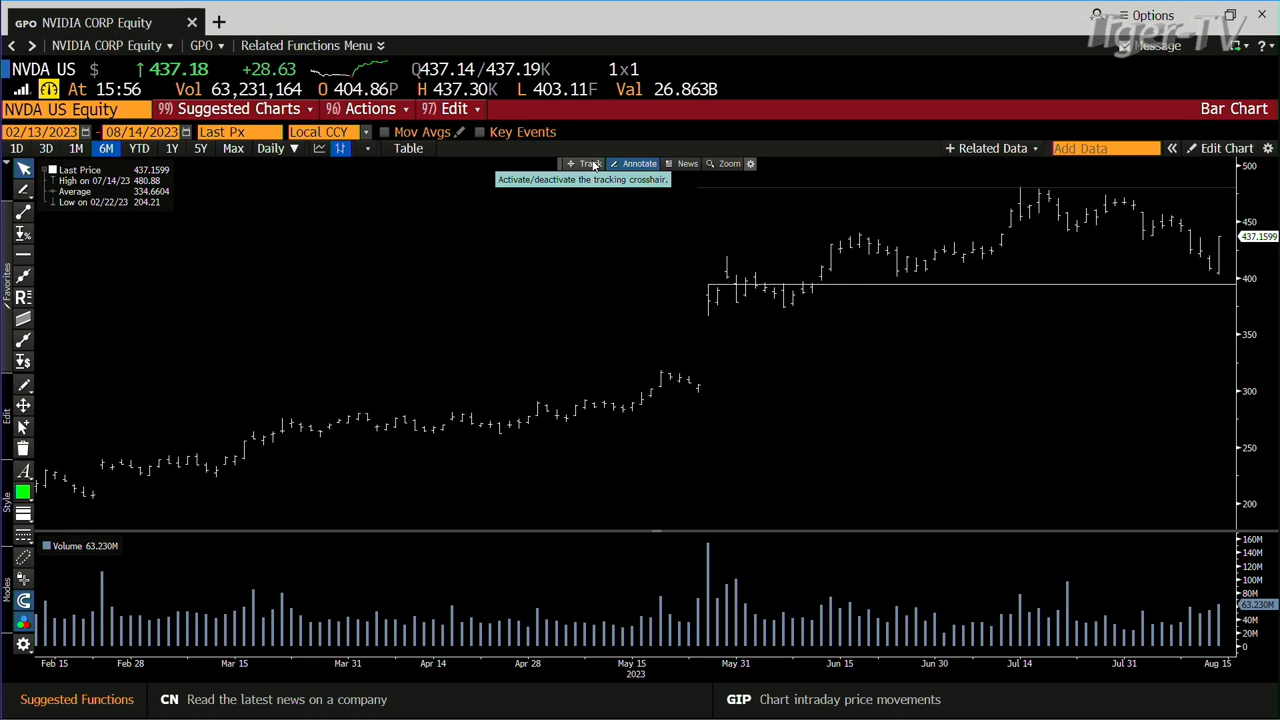 GPO NVIDIA CORP Equity
Options
NVIDIA CORP Equity GPO Related Functions Menu Message
Tiger-TV
NVDA US $ 437.18 +28.63 Q437.14/437.19K 1x1
At 15:56 Vol 63,231,164 O 404.86P H 437.30K L 403.11F Val 26.863B
NVDA US Equity 99) Suggested Charts 96) Actions 97) Edit Bar Chart
02/13/2023 - 08/14/2023 Last Px Local CCY Mov Avgs Key Events
1D 3D 1M 6M YTD 1Y 5Y Max Daily Table + Related Data Add Data Edit Chart
Track Annotate News Zoom
Activate/deactivate the tracking crosshair.
Last Price 437.1599
High on 07/14/23 480.88
Average 334.6604
Low on 02/22/23 204.21
500
450
437.1599
400
350
300
250
200
Favorites
Edit
Style
Modes
Volume 63.230M
160M
140M
120M
100M
80M
63.230M
40M
20M
0
Feb 15 Feb 28 Mar 15 Mar 31 Apr 14 Apr 28 May 15 May 31 Jun 15 Jun 30 Jul 14 Jul 31 Aug 15
2023
Suggested Functions CN Read the latest news on a company GIP Chart intraday price movements